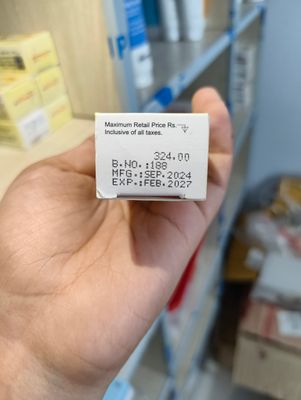 Maximum Retail Price Rs.
Inclusive of all taxes.
324.00
B.NO.:188
MFG.:SEP.2024
EXP.:FEB.2027